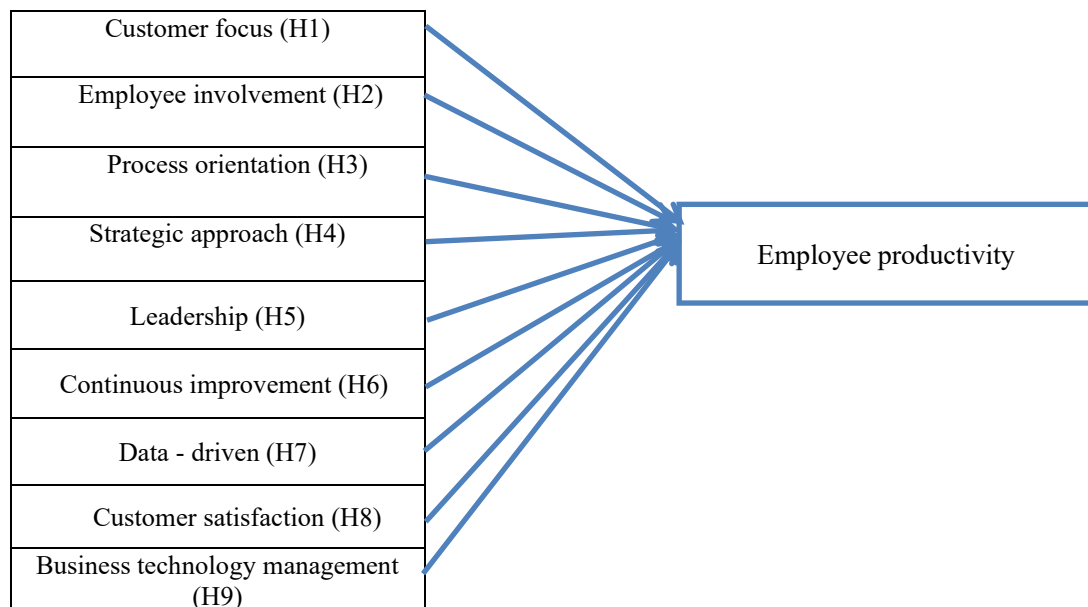 Customer focus (H1)
Employee involvement (H2)
Process orientation (H3)
Strategic approach (H4)
Leadership (H5)
Continuous improvement (H6)
Data - driven (H7)
Customer satisfaction (H8)
Business technology management
(H9)
Employee productivity